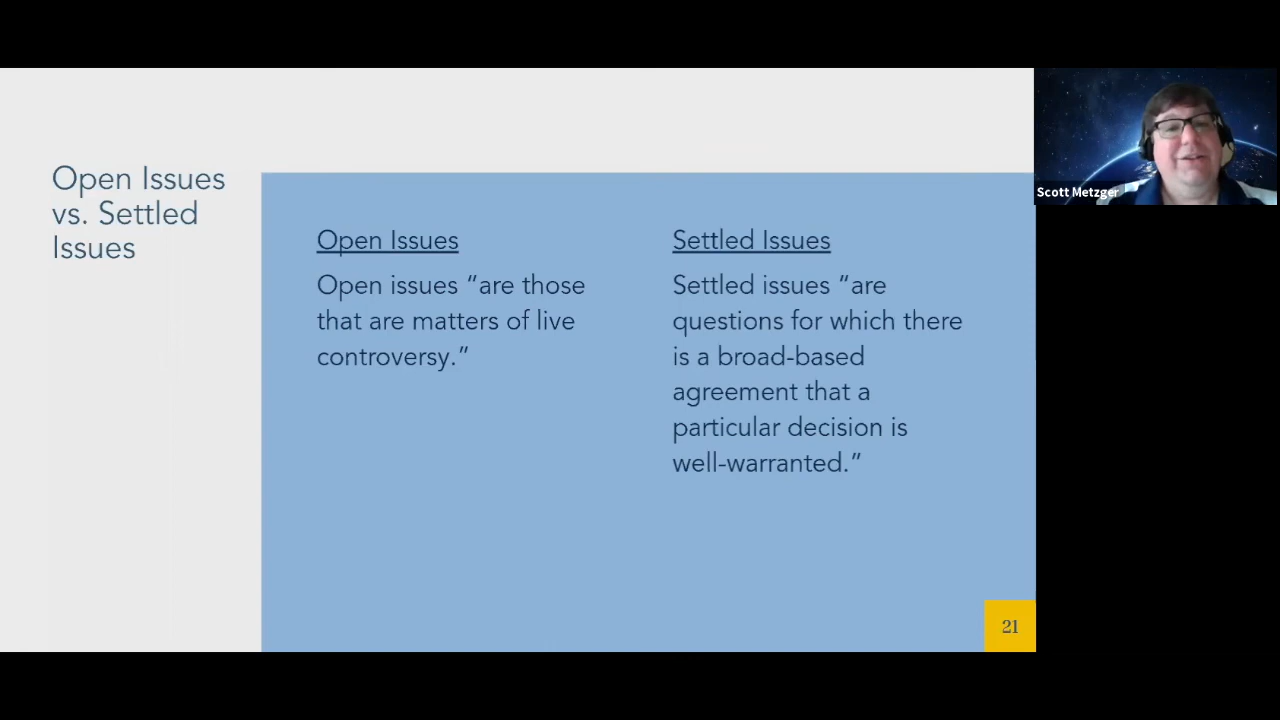 Open Issues
vs. Settled
Issues
Open Issues
Open issues “are those
that are matters of live
controversy.”
Settled Issues
Settled issues “are
questions for which there
is a broad-based
agreement that a
particular decision is
well-warranted.”
21
Scott Metzger